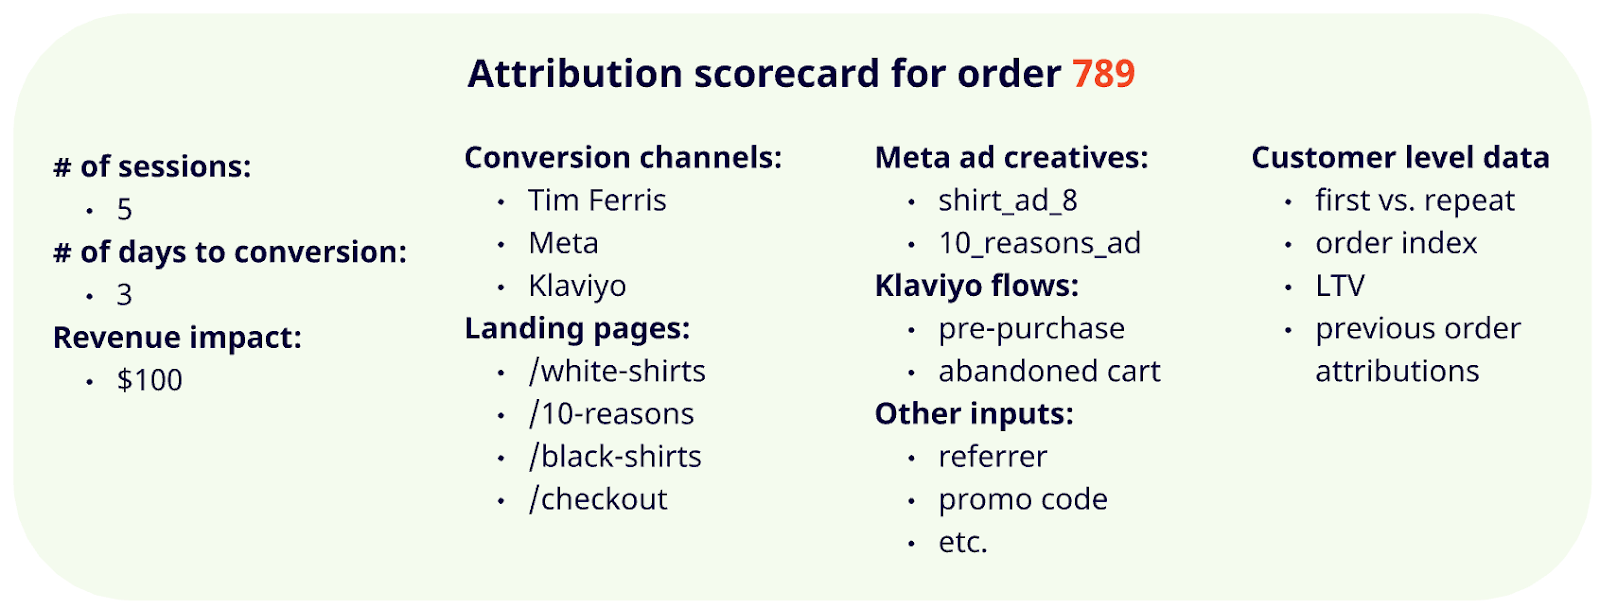 Attribution scorecard for order 789
# of sessions:
• 5
# of days to conversion:
• 3
Revenue impact:
• $100
Conversion channels:
• Tim Ferris
• Meta
• Klaviyo
Landing pages:
• /white-shirts
• /10-reasons
• /black-shirts
• /checkout
Meta ad creatives:
• shirt_ad_8
• 10_reasons_ad
Klaviyo flows:
• pre-purchase
• abandoned cart
Other inputs:
• referrer
• promo code
• etc.
Customer level data
• first vs. repeat
• order index
• LTV
• previous order
attributions